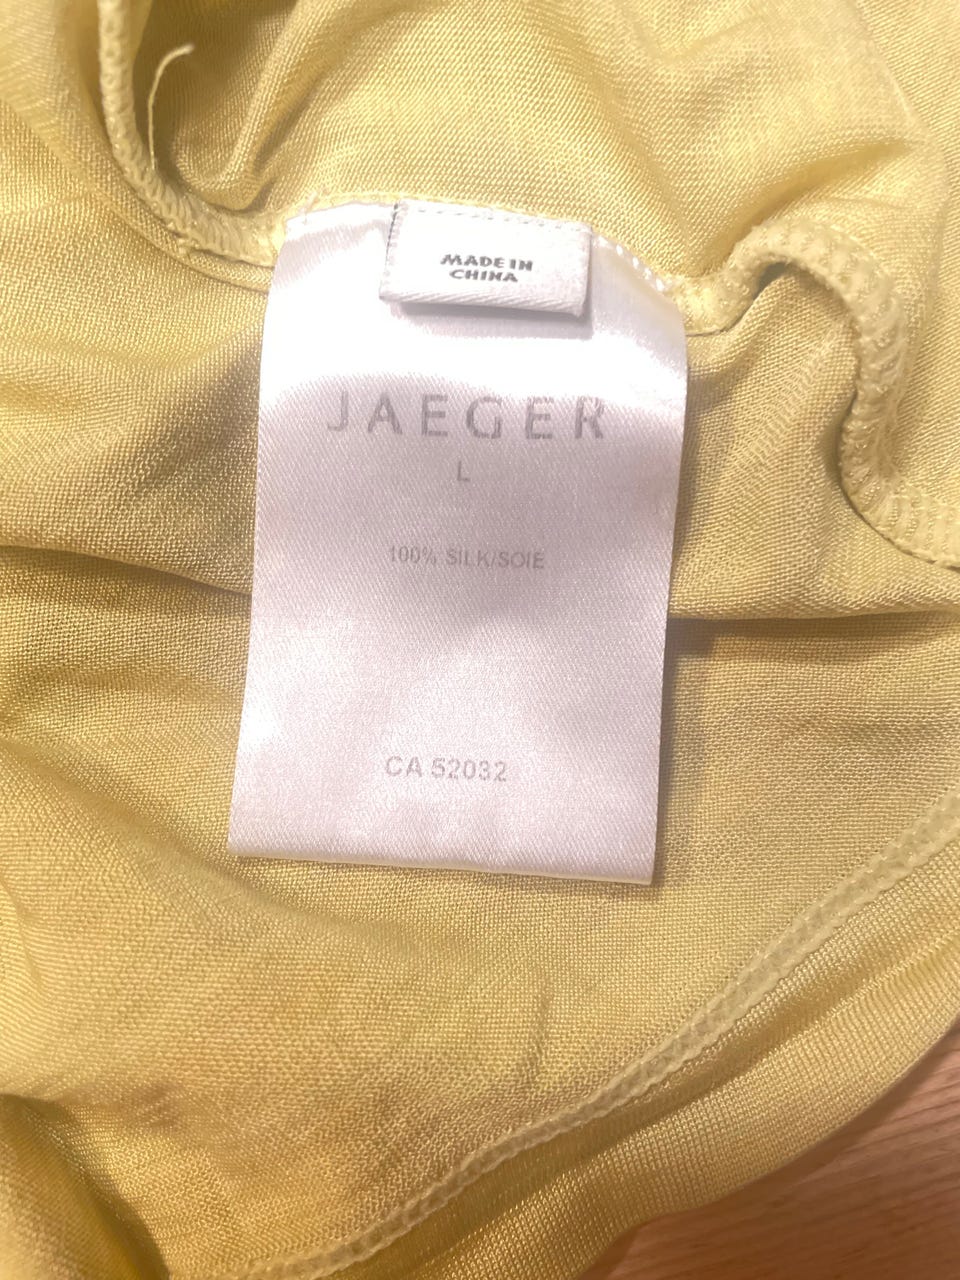 MADE IN
CHINA
JAEGER
L
100% SILK/SOIE
CA 52032